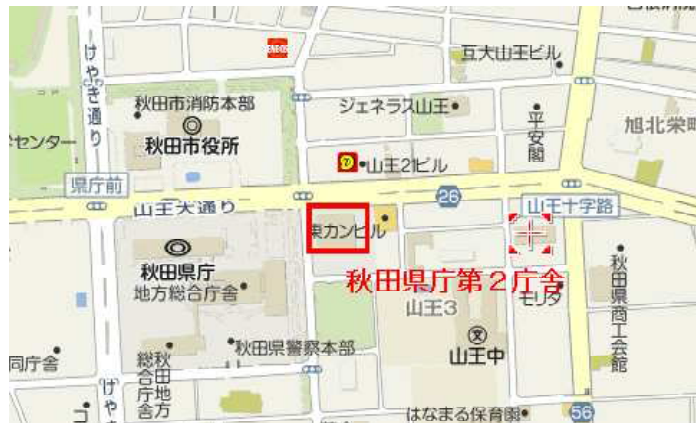 ENEOS
けやき通り
互大山王ビル
秋田市消防本部
ジェネラス山王
センター
秋田市役所
平安閣
旭北栄町
山王21ビル
県庁前
26
山王大通り
山王十字路
東カンビル
秋田県庁
地方総合庁舎
秋田県庁第2庁舎
山王3
モリタ
秋田県商工会館
文
秋田県警察本部
山王中
同庁舎
秋田地方
総合庁舎
けやき
はなまる保育園
56